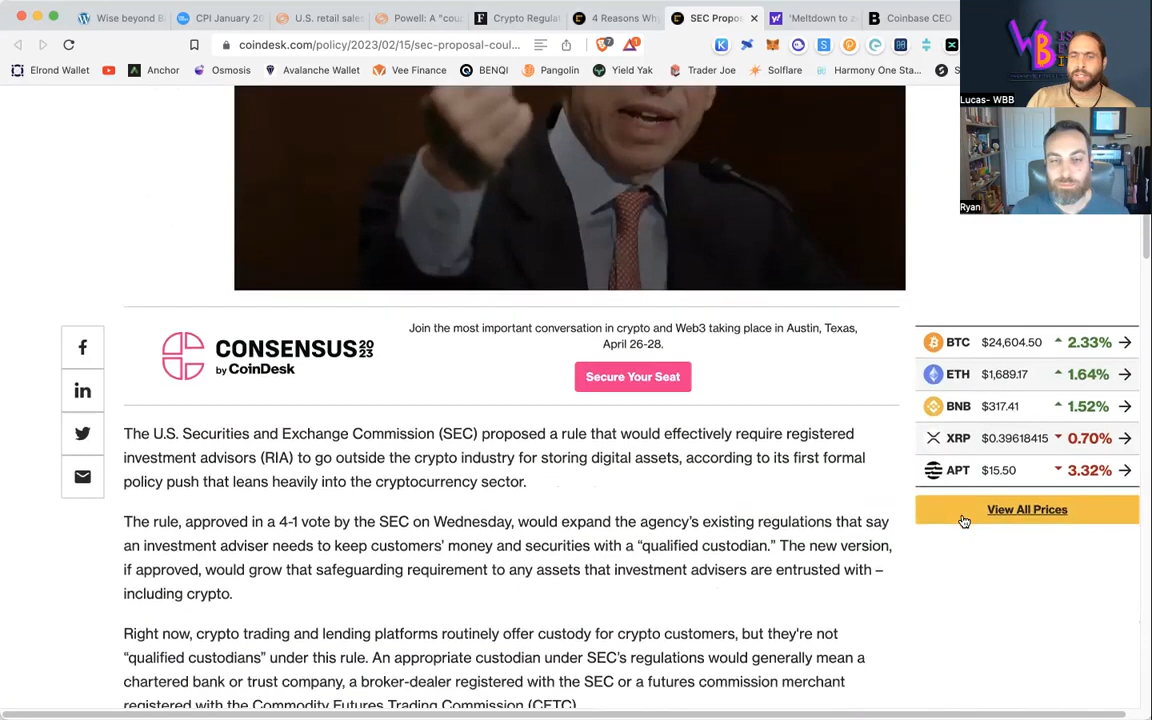 Wise beyond B
CPI January 20
U.S. retail sales
Powell: A "cou
Crypto Regulat
4 Reasons Why
SEC Propo
'Meltdown to
Coinbase CEO
coindesk.com/policy/2023/02/15/sec-proposal-coul...
Elrond Wallet
Anchor
Osmosis
Avalanche Wallet
Vee Finance
BENQI
Pangolin
Yield Yak
Trader Joe
Solflare
Harmony One Sta...
Lucas- WBB
Ryan
CONSENSUS 2023
by CoinDesk
Join the most important conversation in crypto and Web3 taking place in Austin, Texas,
April 26-28.
Secure Your Seat
BTC $24,604.50 2.33%
ETH $1,689.17 1.64%
BNB $317.41 1.52%
XRP $0.39618415 0.70%
APT $15.50 3.32%
View All Prices
The U.S. Securities and Exchange Commission (SEC) proposed a rule that would effectively require registered
investment advisors (RIA) to go outside the crypto industry for storing digital assets, according to its first formal
policy push that leans heavily into the cryptocurrency sector.
The rule, approved in a 4-1 vote by the SEC on Wednesday, would expand the agency's existing regulations that say
an investment adviser needs to keep customers' money and securities with a “qualified custodian.” The new version,
if approved, would grow that safeguarding requirement to any assets that investment advisers are entrusted with –
including crypto.
Right now, crypto trading and lending platforms routinely offer custody for crypto customers, but they're not
“qualified custodians” under this rule. An appropriate custodian under SEC's regulations would generally mean a
chartered bank or trust company, a broker-dealer registered with the SEC or a futures commission merchant
registered with the Commodity Futures Trading Commission (CFTC).